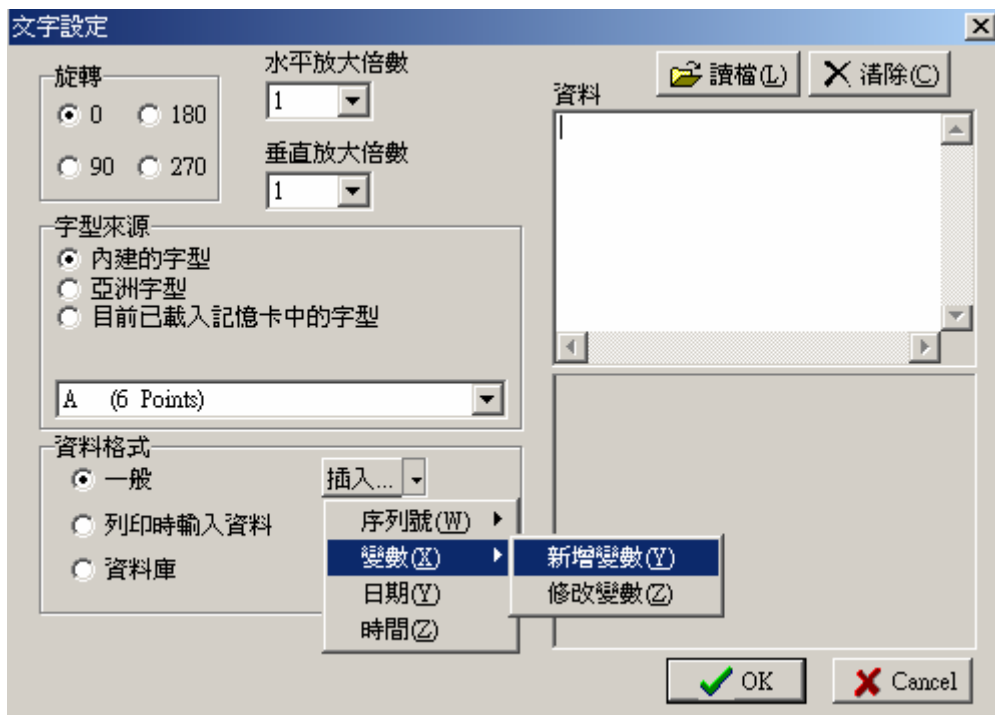 文字設定
旋轉
0 180
90 270
水平放大倍數
1
垂直放大倍數
1
讀檔(L) 清除(C)
資料
字型來源
內建的字型
亞洲字型
目前已載入記憶卡中的字型
A (6 Points)
資料格式
一般
列印時輸入資料
資料庫
插入...
序列號(W)
變數(X)
日期(Y)
時間(Z)
新增變數(Y)
修改變數(Z)
OK Cancel